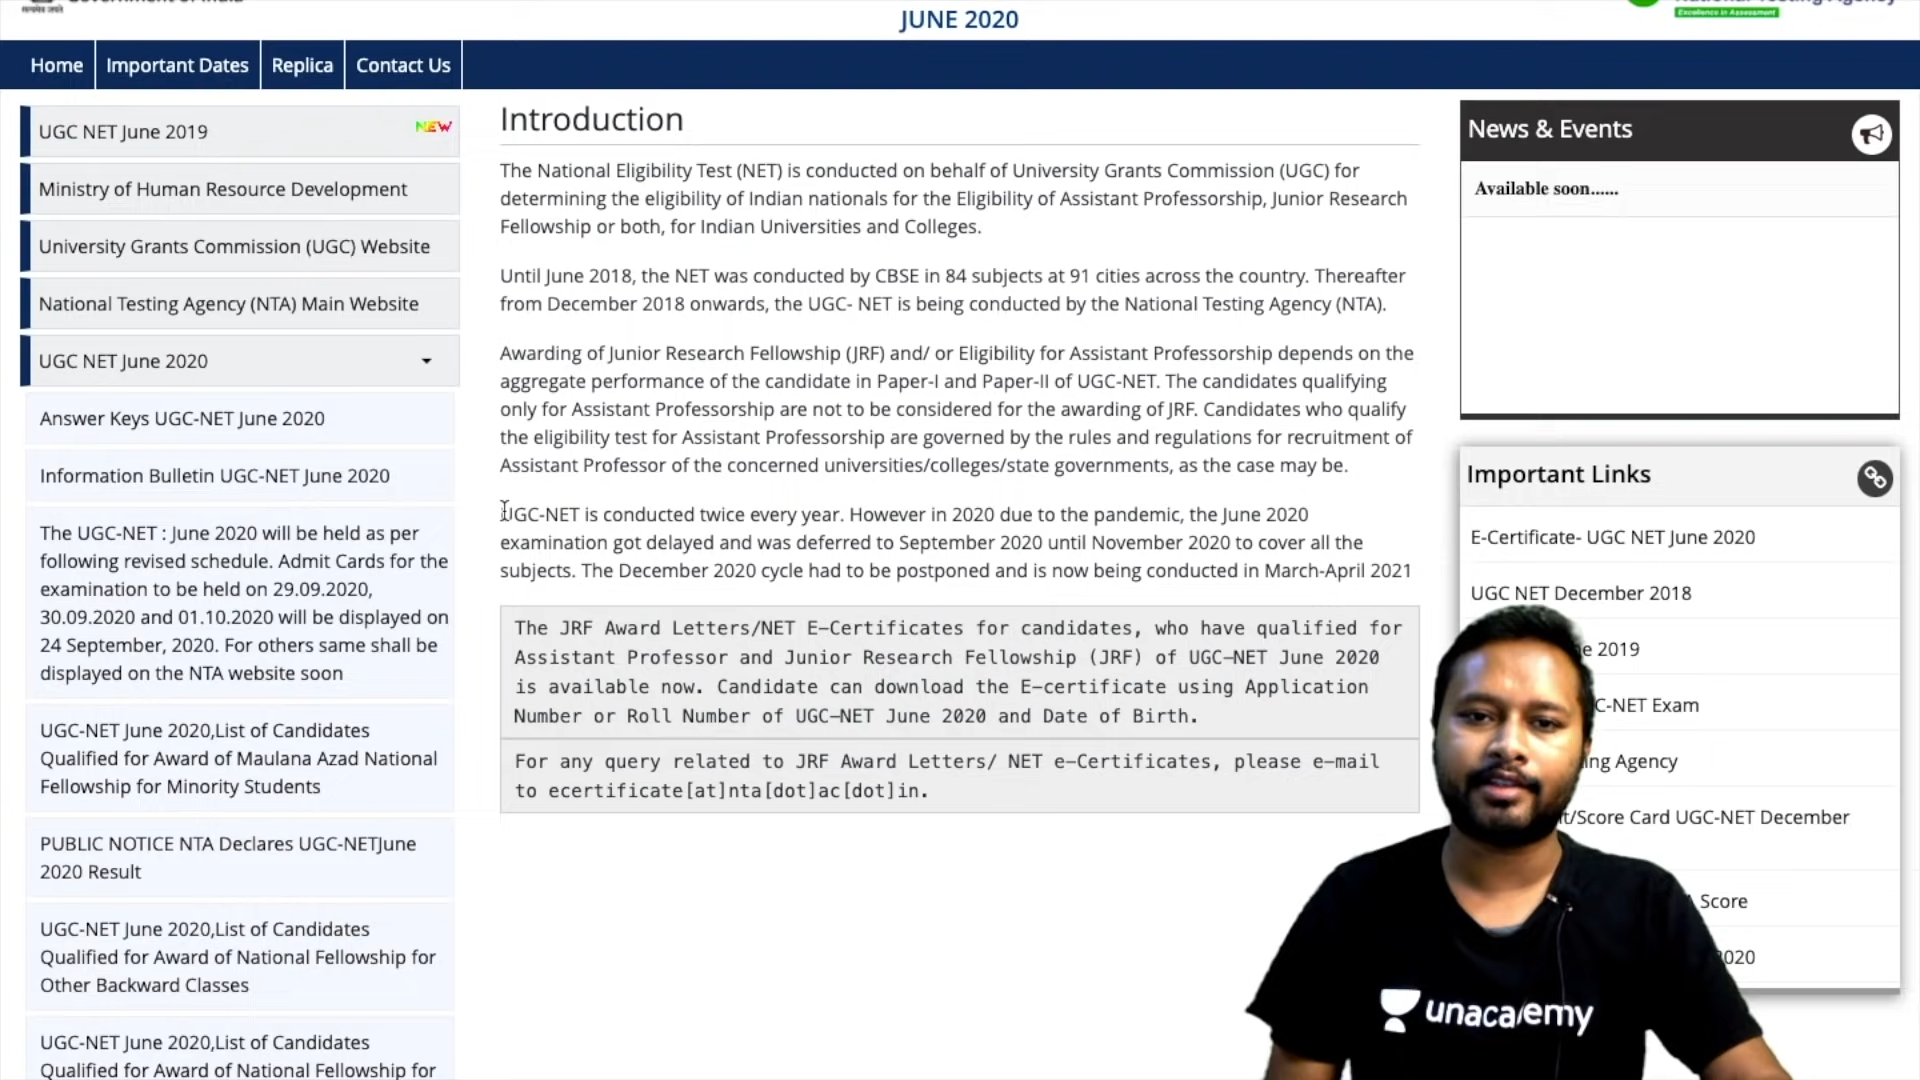 सत्यमेव जयते
JUNE 2020
Excellence in Assessment
Home
Important Dates
Replica
Contact Us
UGC NET June 2019
NEW
Ministry of Human Resource Development
University Grants Commission (UGC) Website
National Testing Agency (NTA) Main Website
UGC NET June 2020
Answer Keys UGC-NET June 2020
Information Bulletin UGC-NET June 2020
The UGC-NET : June 2020 will be held as per
following revised schedule. Admit Cards for the
examination to be held on 29.09.2020,
30.09.2020 and 01.10.2020 will be displayed on
24 September, 2020. For others same shall be
displayed on the NTA website soon
UGC-NET June 2020,List of Candidates
Qualified for Award of Maulana Azad National
Fellowship for Minority Students
PUBLIC NOTICE NTA Declares UGC-NETJune
2020 Result
UGC-NET June 2020,List of Candidates
Qualified for Award of National Fellowship for
Other Backward Classes
UGC-NET June 2020,List of Candidates
Qualified for Award of National Fellowship for
Introduction
The National Eligibility Test (NET) is conducted on behalf of University Grants Commission (UGC) for
determining the eligibility of Indian nationals for the Eligibility of Assistant Professorship, Junior Research
Fellowship or both, for Indian Universities and Colleges.
Until June 2018, the NET was conducted by CBSE in 84 subjects at 91 cities across the country. Thereafter
from December 2018 onwards, the UGC- NET is being conducted by the National Testing Agency (NTA).
Awarding of Junior Research Fellowship (JRF) and/ or Eligibility for Assistant Professorship depends on the
aggregate performance of the candidate in Paper-I and Paper-II of UGC-NET. The candidates qualifying
only for Assistant Professorship are not to be considered for the awarding of JRF. Candidates who qualify
the eligibility test for Assistant Professorship are governed by the rules and regulations for recruitment of
Assistant Professor of the concerned universities/colleges/state governments, as the case may be.
UGC-NET is conducted twice every year. However in 2020 due to the pandemic, the June 2020
examination got delayed and was deferred to September 2020 until November 2020 to cover all the
subjects. The December 2020 cycle had to be postponed and is now being conducted in March-April 2021
The JRF Award Letters/NET E-Certificates for candidates, who have qualified for
Assistant Professor and Junior Research Fellowship (JRF) of UGC-NET June 2020
is available now. Candidate can download the E-certificate using Application
Number or Roll Number of UGC-NET June 2020 and Date of Birth.
For any query related to JRF Award Letters/ NET e-Certificates, please e-mail
to ecertificate[at]nta[dot]ac[dot]in.
News & Events
Available soon......
Important Links
E-Certificate- UGC NET June 2020
UGC NET December 2018
2019
C-NET Exam
Agency
t/Score Card UGC-NET December
Score
2020
unacademy